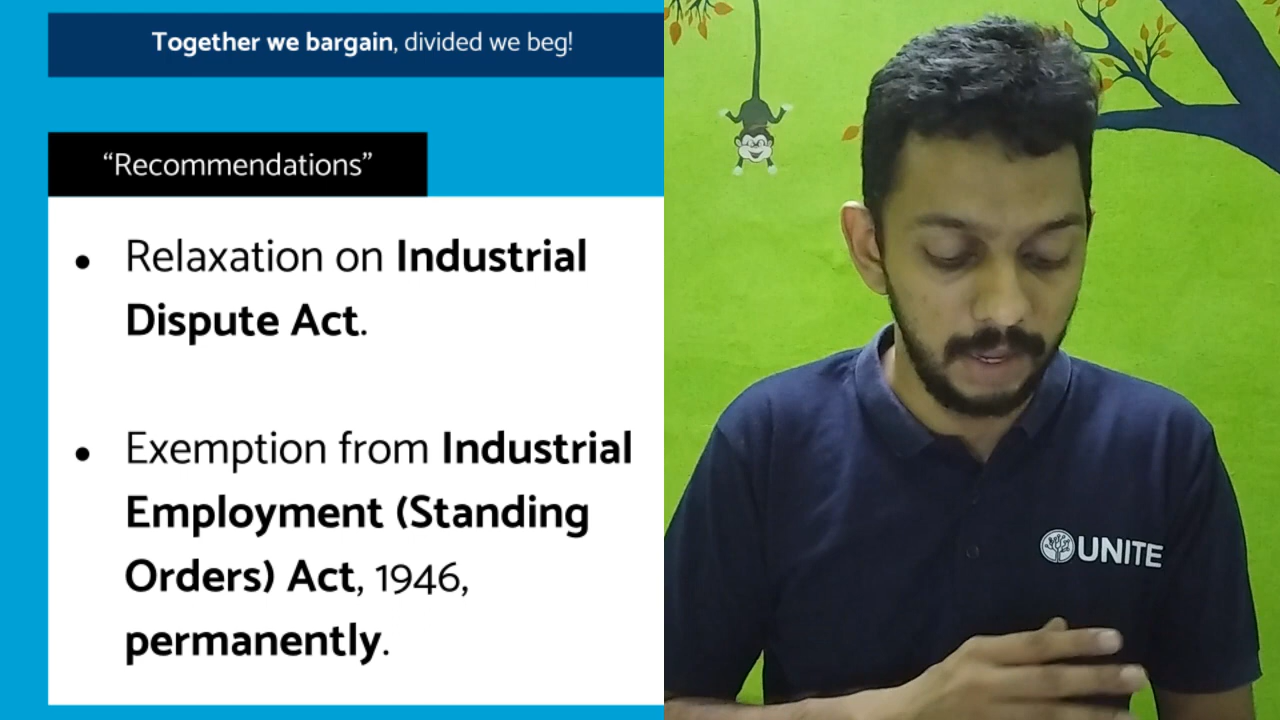 Together we bargain, divided we beg!
“Recommendations”
• Relaxation on Industrial
Dispute Act.
• Exemption from Industrial
Employment (Standing
Orders) Act, 1946,
permanently.
UNITE